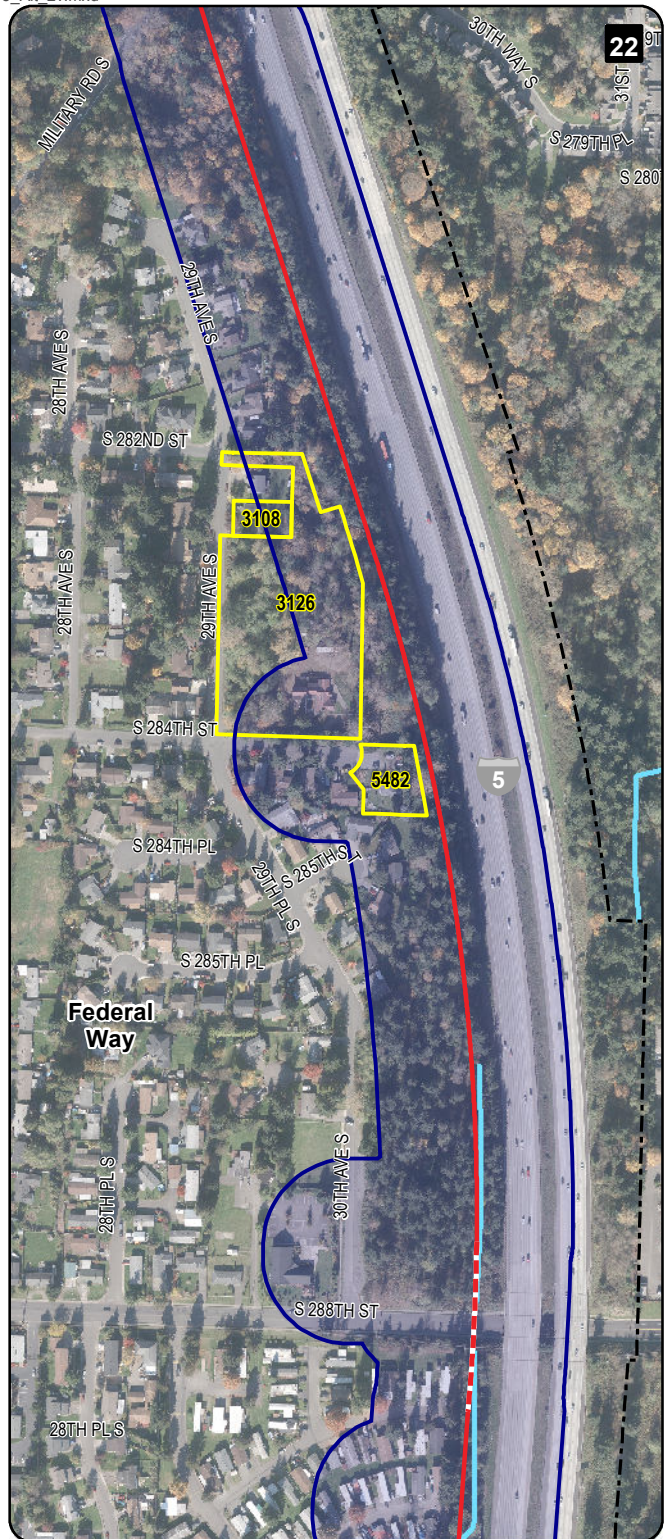 22
30TH WAY S
31ST
S 279TH PL
S 280
MILITARY RD S
29TH AVE S
28TH AVE S
S 282ND ST
3108
28TH AVE S
29TH AVE S
3126
S 284TH ST
5482
5
S 284TH PL
S 285TH ST
29TH PL S
S 285TH PL
Federal
Way
30TH AVE S
28TH PL S
S 288TH ST
28TH PL S